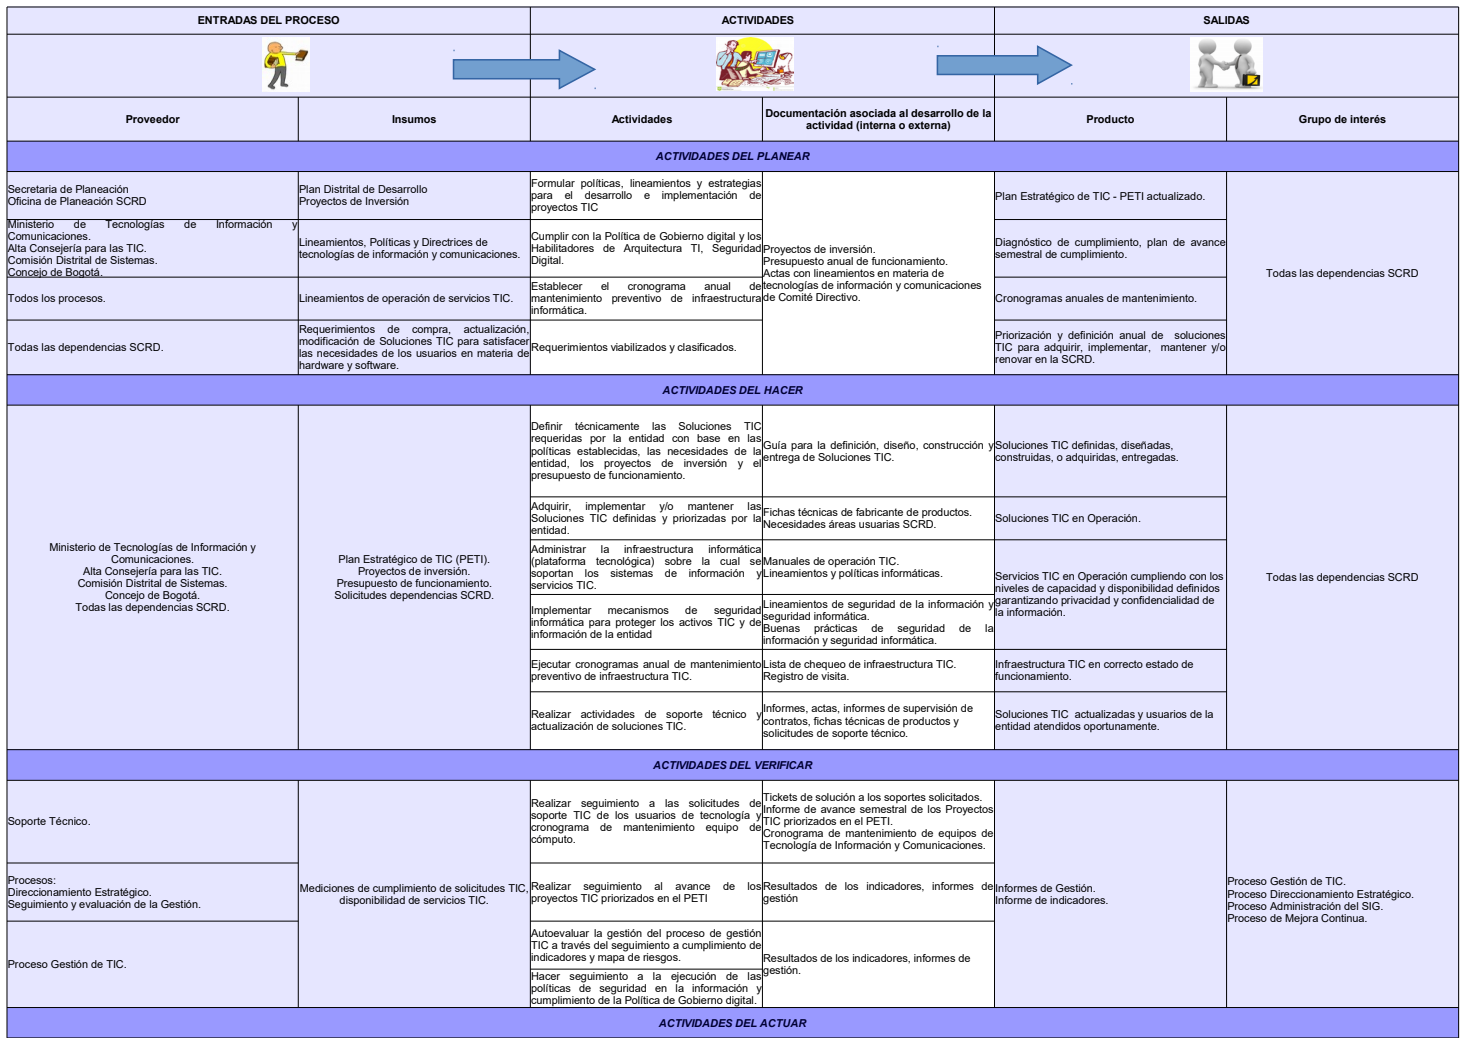 ENTRADAS DEL PROCESO
ACTIVIDADES
SALIDAS
Proveedor
Insumos
Actividades
Documentación asociada al desarrollo de la
actividad (interna o externa)
Producto
Grupo de interés
ACTIVIDADES DEL PLANEAR
Secretaria de Planeación
Oficina de Planeación SCRD
Plan Distrital de Desarrollo
Proyectos de Inversión
Formular políticas, lineamientos y estrategias
para el desarrollo e implementación de
proyectos TIC
Proyectos de inversión.
Presupuesto anual de funcionamiento.
Actas con lineamientos en materia de
tecnologías de información y comunicaciones
de Comité Directivo.
Plan Estratégico de TIC - PETI actualizado.
Todas las dependencias SCRD
Ministerio de Tecnologías de Información y
Comunicaciones.
Alta Consejería para las TIC.
Comisión Distrital de Sistemas.
Concejo de Bogotá.
Lineamientos, Políticas y Directrices de
tecnologías de información y comunicaciones.
Cumplir con la Política de Gobierno digital y los
Habilitadores de Arquitectura TI, Seguridad
Digital.
Diagnóstico de cumplimiento, plan de avance
semestral de cumplimiento.
Todos los procesos.
Lineamientos de operación de servicios TIC.
Establecer el cronograma anual de
mantenimiento preventivo de infraestructura
informática.
Cronogramas anuales de mantenimiento.
Todas las dependencias SCRD.
Requerimientos de compra, actualización,
modificación de Soluciones TIC para satisfacer
las necesidades de los usuarios en materia de
hardware y software.
Requerimientos viabilizados y clasificados.
Priorización y definición anual de soluciones
TIC para adquirir, implementar, mantener y/o
renovar en la SCRD.
ACTIVIDADES DEL HACER
Ministerio de Tecnologías de Información y
Comunicaciones.
Alta Consejería para las TIC.
Comisión Distrital de Sistemas.
Concejo de Bogotá.
Todas las dependencias SCRD.
Plan Estratégico de TIC (PETI).
Proyectos de inversión.
Presupuesto de funcionamiento.
Solicitudes dependencias SCRD.
Definir técnicamente las Soluciones TIC
requeridas por la entidad con base en las
políticas establecidas, las necesidades de la
entidad, los proyectos de inversión y el
presupuesto de funcionamiento.
Guía para la definición, diseño, construcción y
entrega de Soluciones TIC.
Soluciones TIC definidas, diseñadas,
construidas, o adquiridas, entregadas.
Todas las dependencias SCRD
Adquirir, implementar y/o mantener las
Soluciones TIC definidas y priorizadas por la
entidad.
Fichas técnicas de fabricante de productos.
Necesidades áreas usuarias SCRD.
Soluciones TIC en Operación.
Administrar la infraestructura informática
(plataforma tecnológica) sobre la cual se
soportan los sistemas de información y
servicios TIC.
Manuales de operación TIC.
Lineamientos y políticas informáticas.
Servicios TIC en Operación cumpliendo con los
niveles de capacidad y disponibilidad definidos
garantizando privacidad y confidencialidad de
la información.
Implementar mecanismos de seguridad
informática para proteger los activos TIC y de
información de la entidad
Lineamientos de seguridad de la información y
seguridad informática.
Buenas prácticas de seguridad de la
información y seguridad informática.
Ejecutar cronogramas anual de mantenimiento
preventivo de infraestructura TIC.
Lista de chequeo de infraestructura TIC.
Registro de visita.
Infraestructura TIC en correcto estado de
funcionamiento.
Realizar actividades de soporte técnico y
actualización de soluciones TIC.
Informes, actas, informes de supervisión de
contratos, fichas técnicas de productos y
solicitudes de soporte técnico.
Soluciones TIC actualizadas y usuarios de la
entidad atendidos oportunamente.
ACTIVIDADES DEL VERIFICAR
Soporte Técnico.
Mediciones de cumplimiento de solicitudes TIC,
disponibilidad de servicios TIC.
Realizar seguimiento a las solicitudes de
soporte TIC de los usuarios de tecnología y
cronograma de mantenimiento equipo de
cómputo.
Tickets de solución a los soportes solicitados.
Informe de avance semestral de los Proyectos
TIC priorizados en el PETI.
Cronograma de mantenimiento de equipos de
Tecnología de Información y Comunicaciones.
Informes de Gestión.
Informe de indicadores.
Proceso Gestión de TIC.
Proceso Direccionamiento Estratégico.
Proceso Administración del SIG.
Proceso de Mejora Continua.
Procesos:
Direccionamiento Estratégico.
Seguimiento y evaluación de la Gestión.
Realizar seguimiento al avance de los
proyectos TIC priorizados en el PETI
Resultados de los indicadores, informes de
gestión
Proceso Gestión de TIC.
Autoevaluar la gestión del proceso de gestión
TIC a través del seguimiento a cumplimiento de
indicadores y mapa de riesgos.
Resultados de los indicadores, informes de
gestión.
Hacer seguimiento a la ejecución de las
políticas de seguridad en la información y
cumplimiento de la Política de Gobierno digital.
ACTIVIDADES DEL ACTUAR